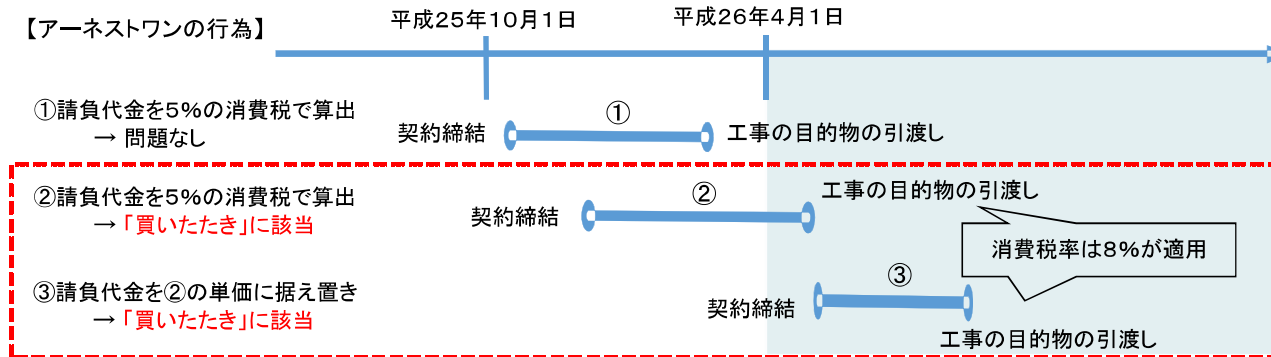 【アーネストワンの行為】
平成25年10月1日
平成26年4月1日
①請負代金を5%の消費税で算出
→ 問題なし
契約締結
①
工事の目的物の引渡し
②請負代金を5%の消費税で算出
→「買いたたき」に該当
契約締結
②
工事の目的物の引渡し
消費税率は8%が適用
③請負代金を②の単価に据え置き
→「買いたたき」に該当
契約締結
③
工事の目的物の引渡し